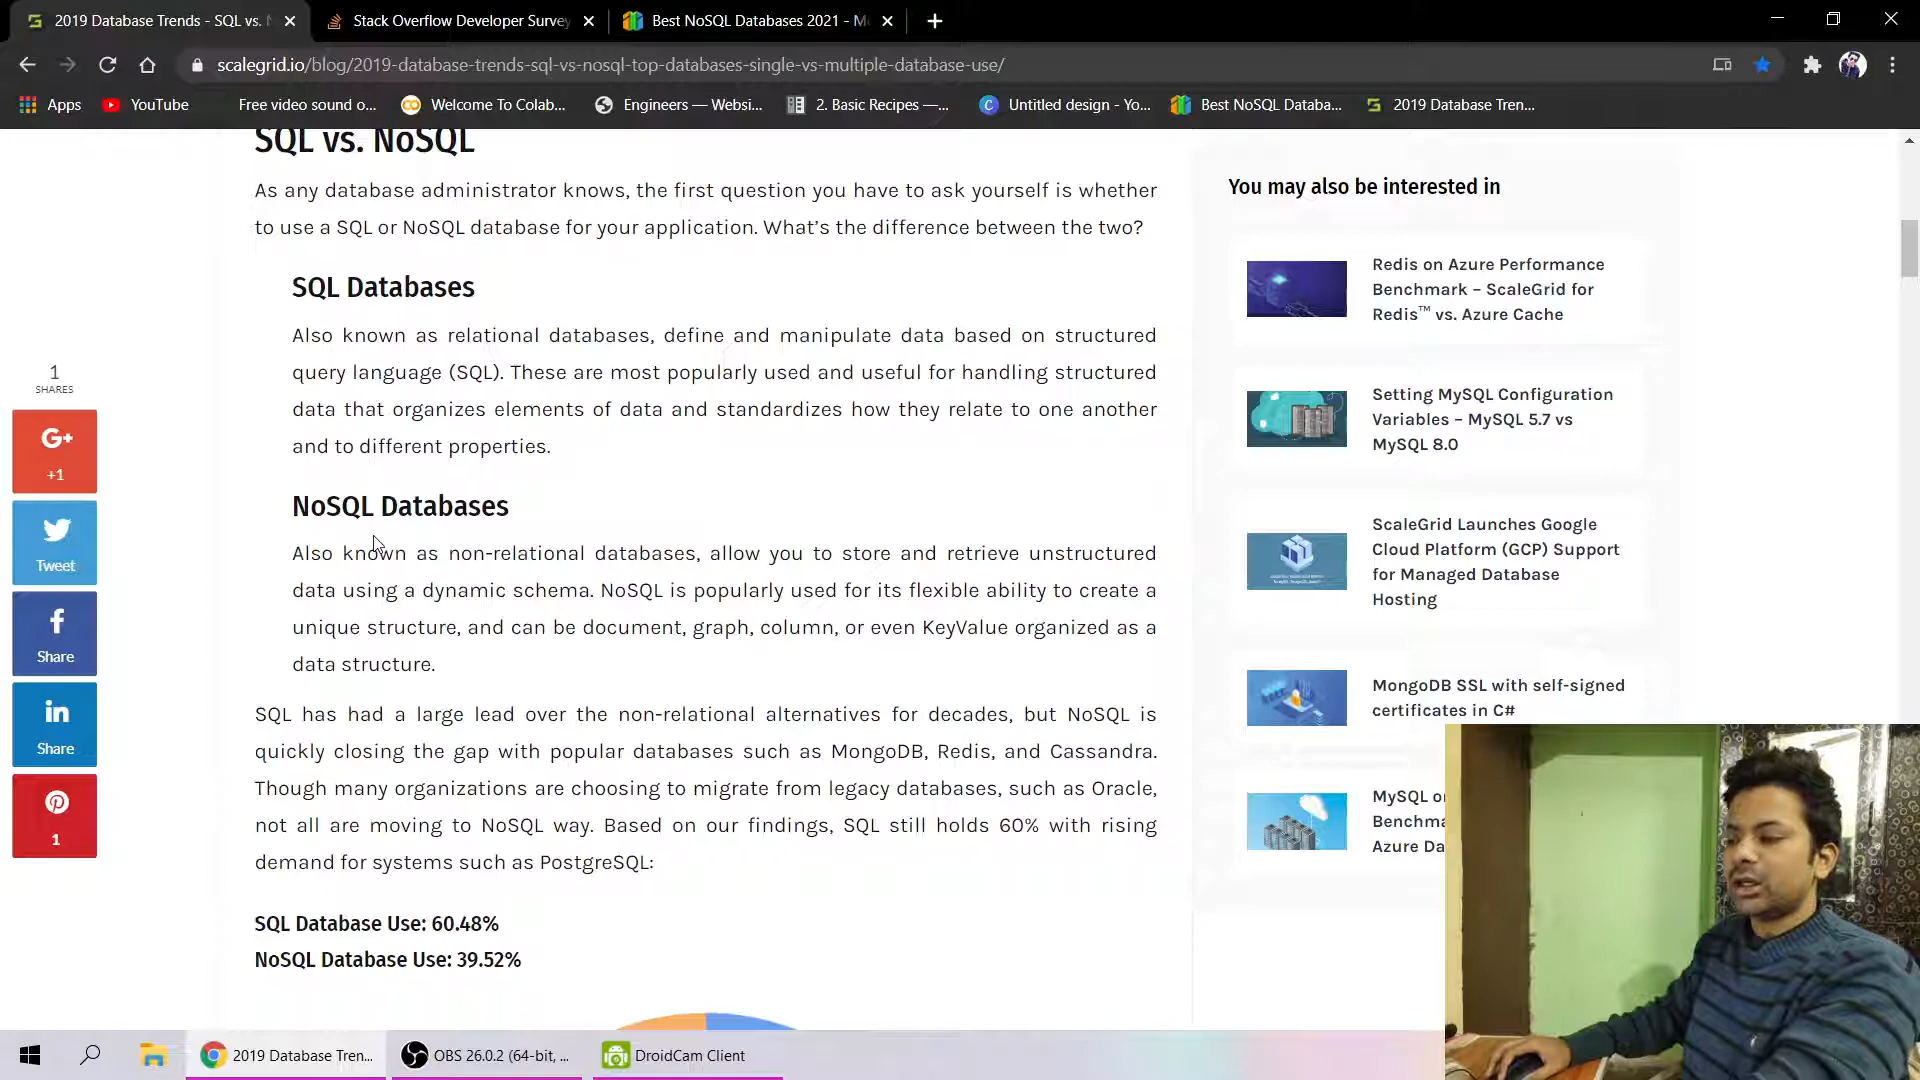 2019 Database Trends - SQL vs. N
Stack Overflow Developer Survey
Best NoSQL Databases 2021 - M
scalegrid.io/blog/2019-database-trends-sql-vs-nosql-top-databases-single-vs-multiple-database-use/
Apps
YouTube
Free video sound o...
Welcome To Colab...
Engineers — Websi...
2. Basic Recipes —...
Untitled design - Yo...
Best NoSQL Databa...
2019 Database Tren...
SQL vs. NoSQL
As any database administrator knows, the first question you have to ask yourself is whether
to use a SQL or NoSQL database for your application. What's the difference between the two?
SQL Databases
Also known as relational databases, define and manipulate data based on structured
query language (SQL). These are most popularly used and useful for handling structured
data that organizes elements of data and standardizes how they relate to one another
and to different properties.
NoSQL Databases
Also known as non-relational databases, allow you to store and retrieve unstructured
data using a dynamic schema. NoSQL is popularly used for its flexible ability to create a
unique structure, and can be document, graph, column, or even KeyValue organized as a
data structure.
SQL has had a large lead over the non-relational alternatives for decades, but NoSQL is
quickly closing the gap with popular databases such as MongoDB, Redis, and Cassandra.
Though many organizations are choosing to migrate from legacy databases, such as Oracle,
not all are moving to NoSQL way. Based on our findings, SQL still holds 60% with rising
demand for systems such as PostgreSQL:
SQL Database Use: 60.48%
NoSQL Database Use: 39.52%
1
SHARES
G+
+1
Tweet
Share
Share
1
You may also be interested in
Redis on Azure Performance
Benchmark – ScaleGrid for
Redis™ vs. Azure Cache
Setting MySQL Configuration
Variables – MySQL 5.7 vs
MySQL 8.0
ScaleGrid Launches Google
Cloud Platform (GCP) Support
for Managed Database
Hosting
MongoDB SSL with self-signed
certificates in C#
MySQL
Benchm
Azure Da
2019 Database Tren...
OBS 26.0.2 (64-bit, ...
DroidCam Client